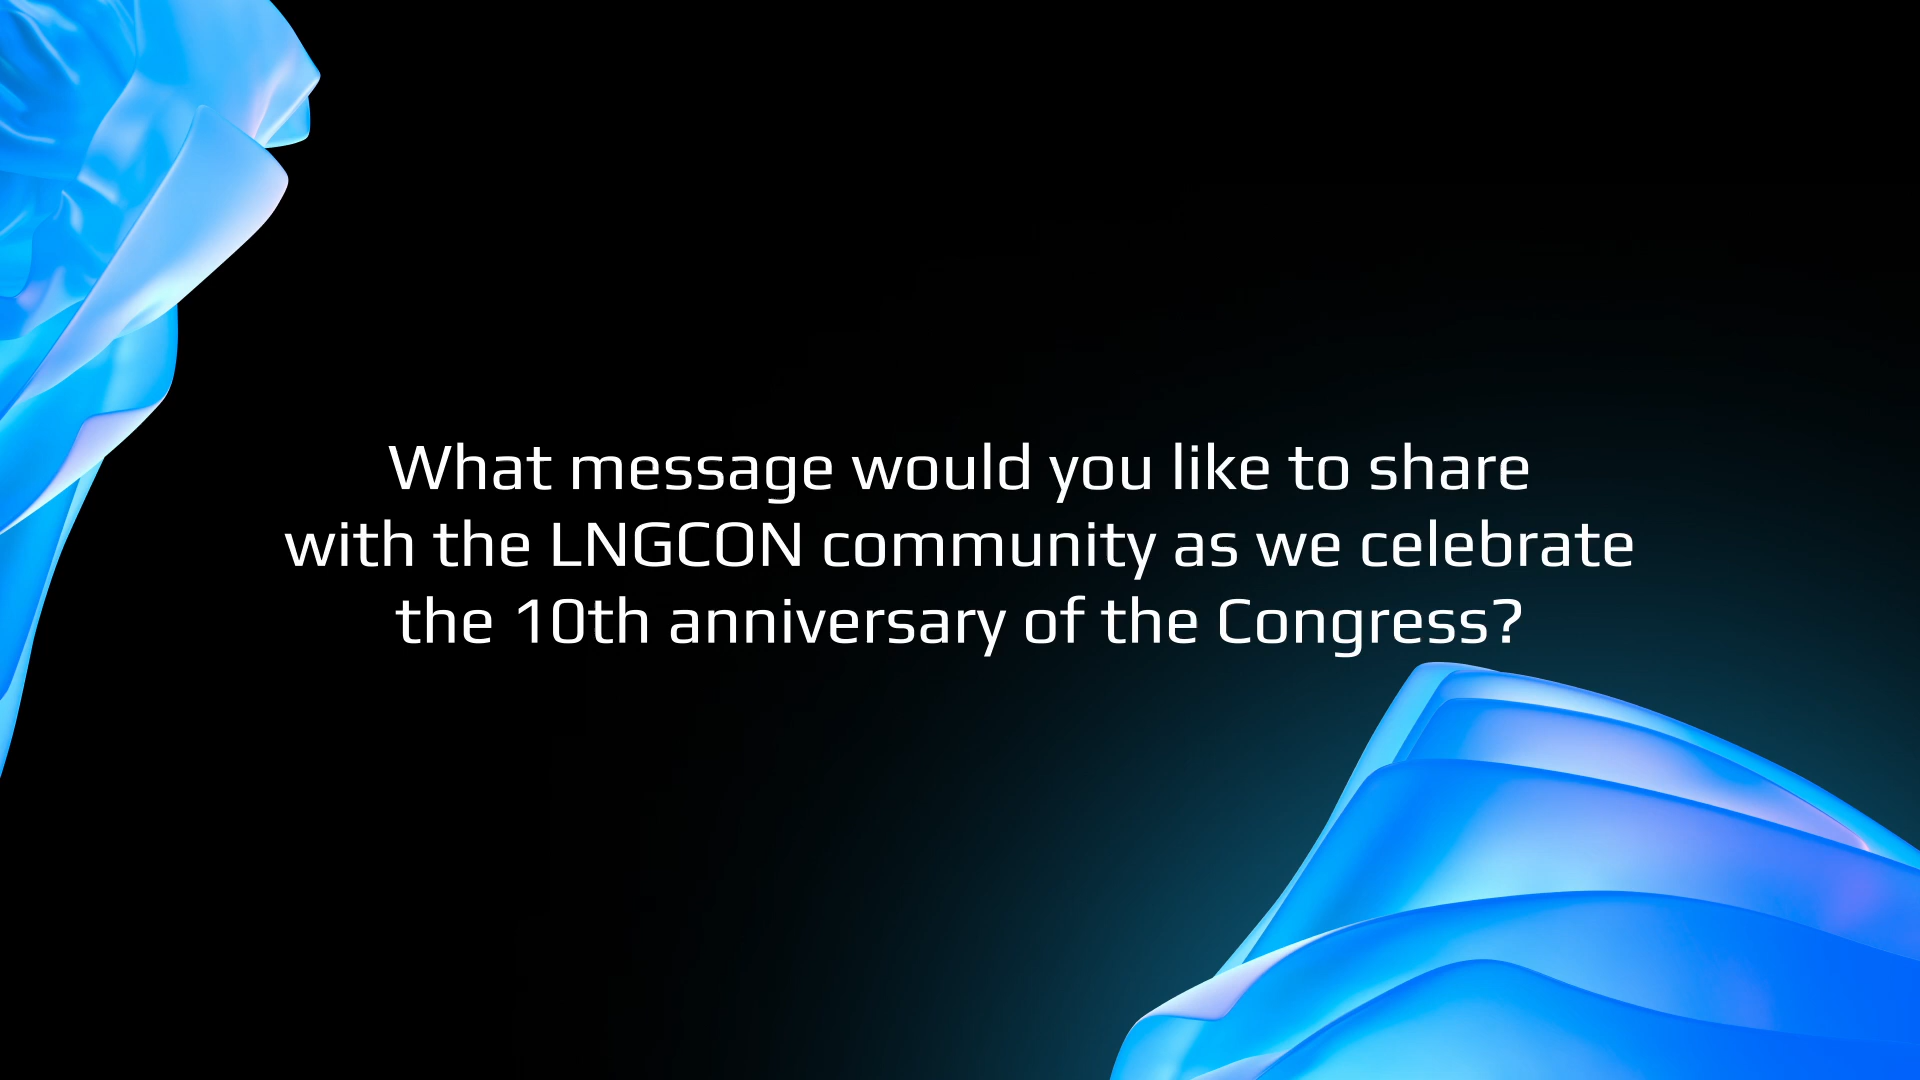 What message would you like to share
with the LNGCON community as we celebrate
the 10th anniversary of the Congress?